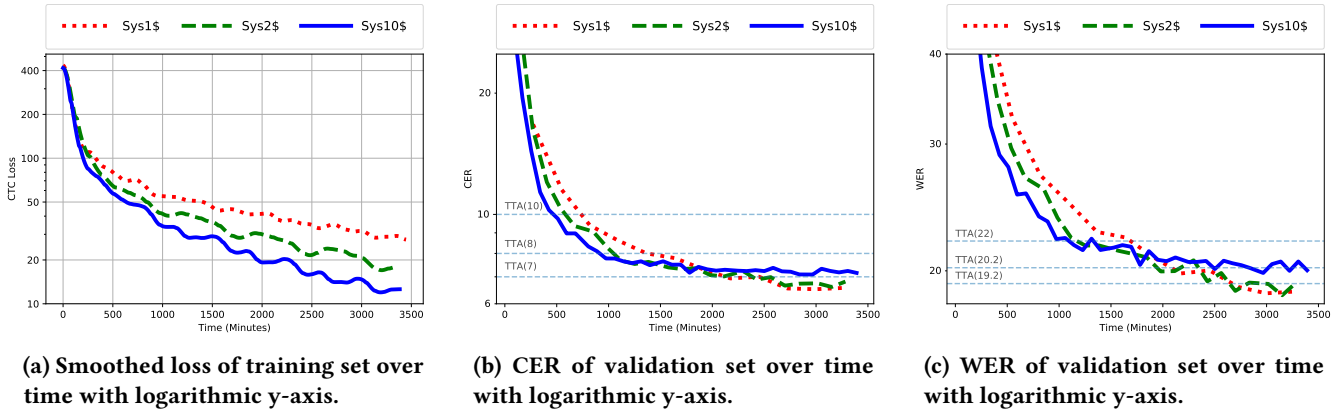 Sys1$ Sys2$ Sys10$
400
200
100
50
20
10
CTC Loss
0 500 1000 1500 2000 2500 3000 3500
Time (Minutes)
(a) Smoothed loss of training set over
time with logarithmic y-axis.
Sys1$ Sys2$ Sys10$
20
10
6
CER
TTA(10)
TTA(8)
TTA(7)
0 500 1000 1500 2000 2500 3000 3500
Time (Minutes)
(b) CER of validation set over time
with logarithmic y-axis.
Sys1$ Sys2$ Sys10$
40
30
20
WER
TTA(22)
TTA(20.2)
TTA(19.2)
0 500 1000 1500 2000 2500 3000 3500
Time (Minutes)
(c) WER of validation set over time
with logarithmic y-axis.